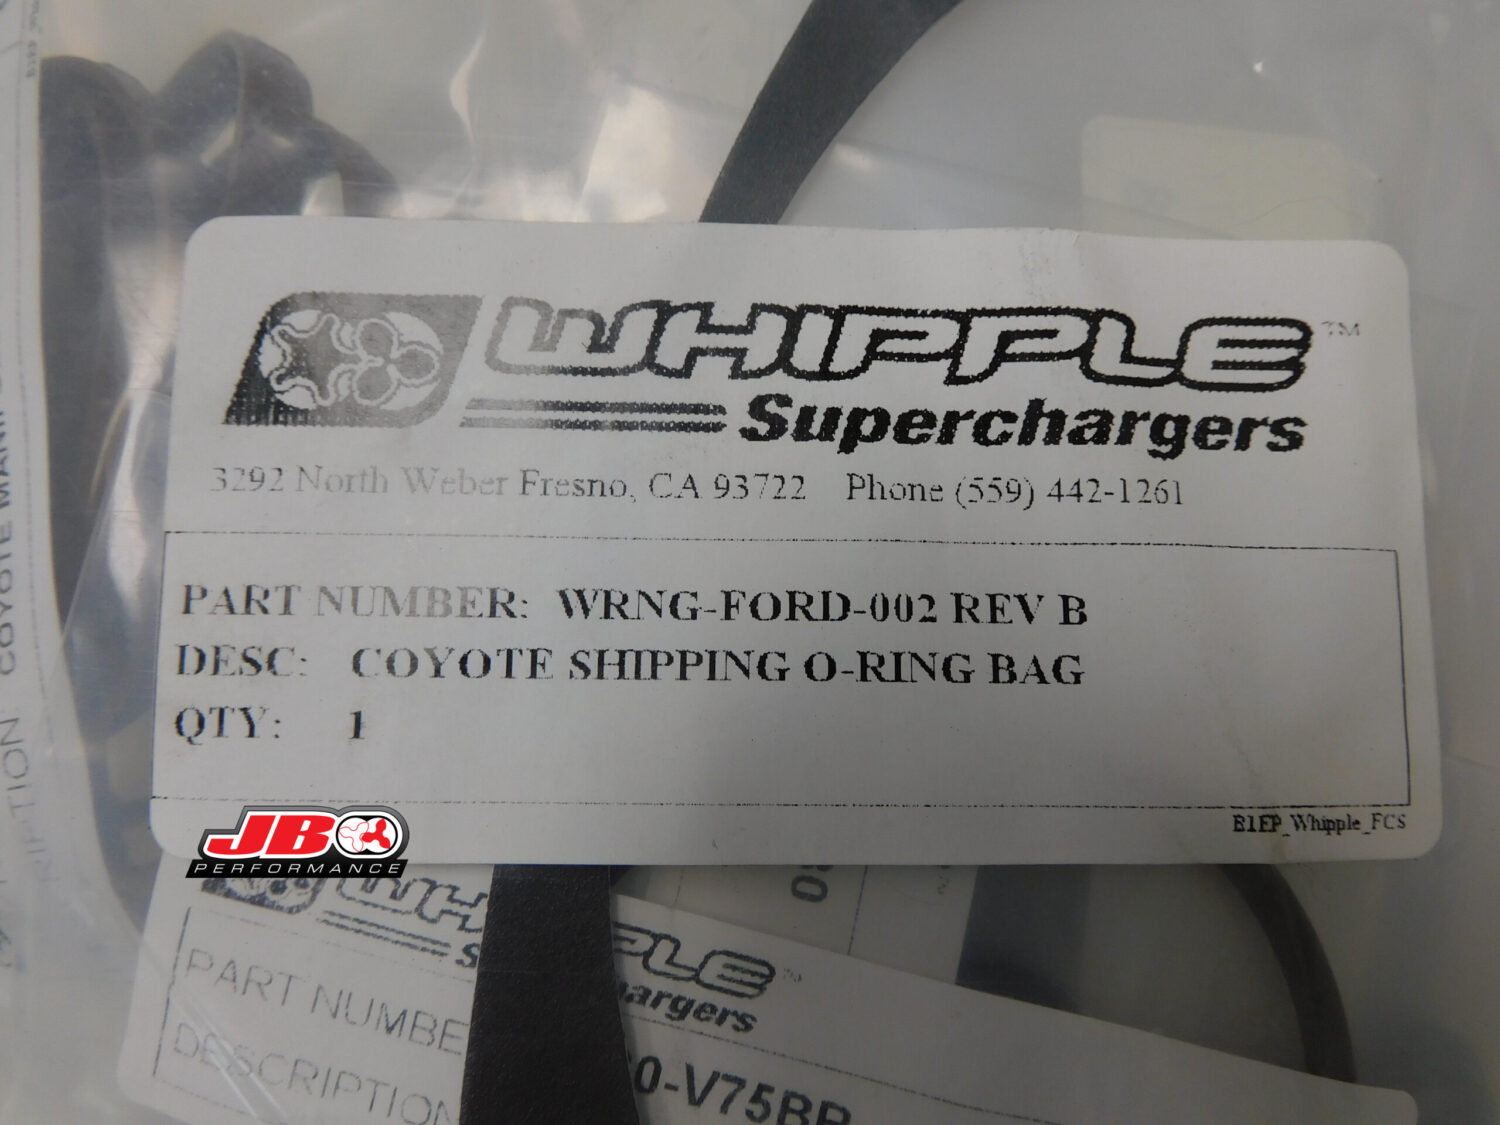 WHIPPLE™
Superchargers
3292 North Weber Fresno, CA 93722 Phone (559) 442-1261
PART NUMBER: WRNG-FORD-002 REV B
DESC: COYOTE SHIPPING O-RING BAG
QTY: 1
B1EP_Whipple_FCS
JB
PERFORMANCE
PART NUMBE
DESCRIPTION
0-V75BP
COYOTE